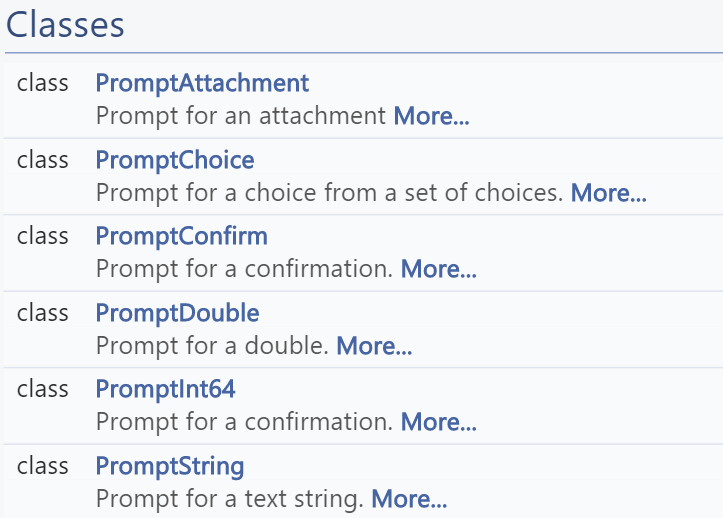 Classes
class PromptAttachment
Prompt for an attachment More...
class PromptChoice
Prompt for a choice from a set of choices. More...
class PromptConfirm
Prompt for a confirmation. More...
class PromptDouble
Prompt for a double. More...
class PromptInt64
Prompt for a confirmation. More...
class PromptString
Prompt for a text string. More...